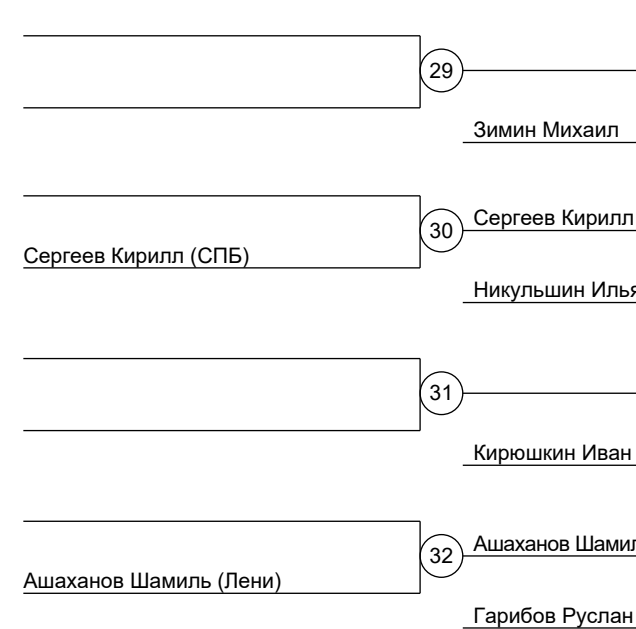 29
Зимин Михаил
30
Сергеев Кирилл
Сергеев Кирилл (СПБ)
Никульшин Илья
31
Кирюшкин Иван
32
Ашаханов Шамиль
Ашаханов Шамиль (Лени)
Гарибов Руслан